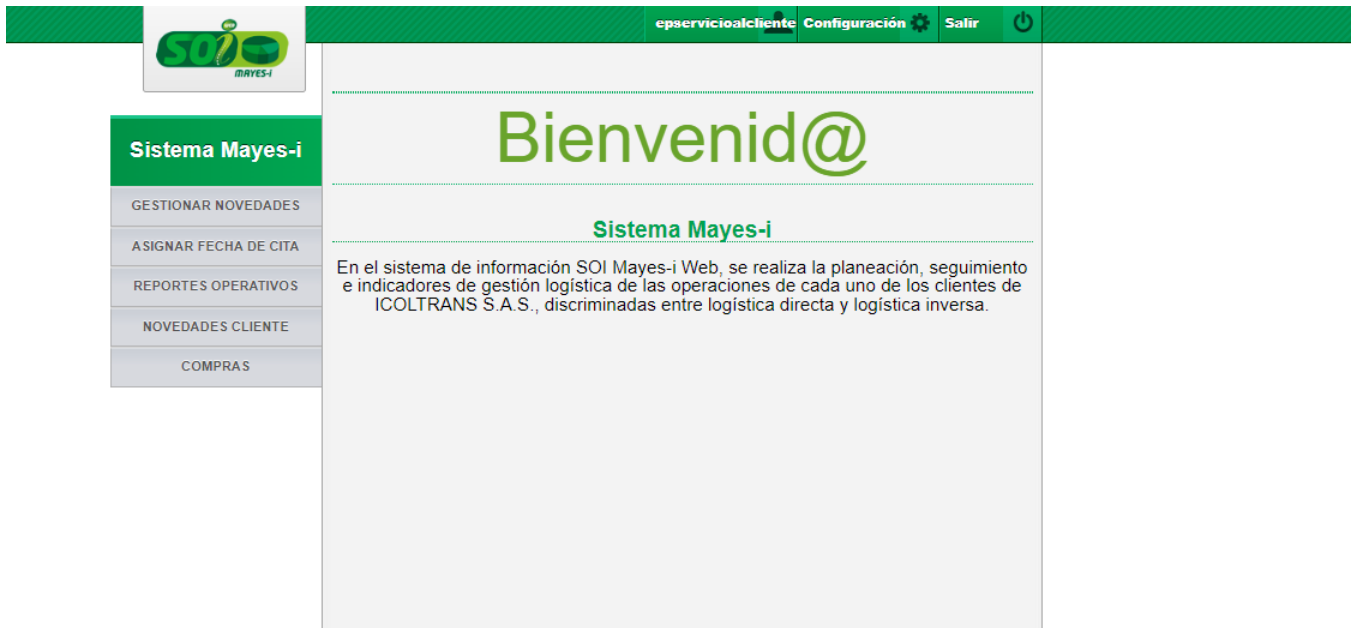 SOi
MAYES-i
epservicioalcliente Configuración Salir
Sistema Mayes-i
GESTIONAR NOVEDADES
ASIGNAR FECHA DE CITA
REPORTES OPERATIVOS
NOVEDADES CLIENTE
COMPRAS
Bienvenid@
Sistema Mayes-i
En el sistema de información SOI Mayes-i Web, se realiza la planeación, seguimiento
e indicadores de gestión logística de las operaciones de cada uno de los clientes de
ICOLTRANS S.A.S., discriminadas entre logística directa y logística inversa.